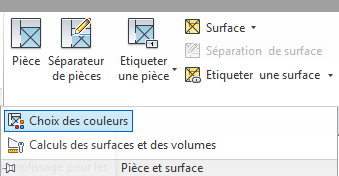 Pièce
Séparateur de pièces
Etiqueter une pièce
Surface
Séparation de surface
Etiqueter une surface
Choix des couleurs
Calculs des surfaces et des volumes
Pièce et surface